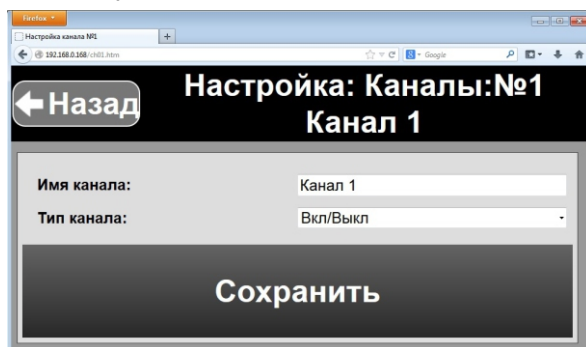 Firefox
Настройка канала №1
192.168.0.168/ch01.htm
Google
Назад
Настройка: Каналы:№1
Канал 1
Имя канала:
Канал 1
Тип канала:
Вкл/Выкл
Сохранить